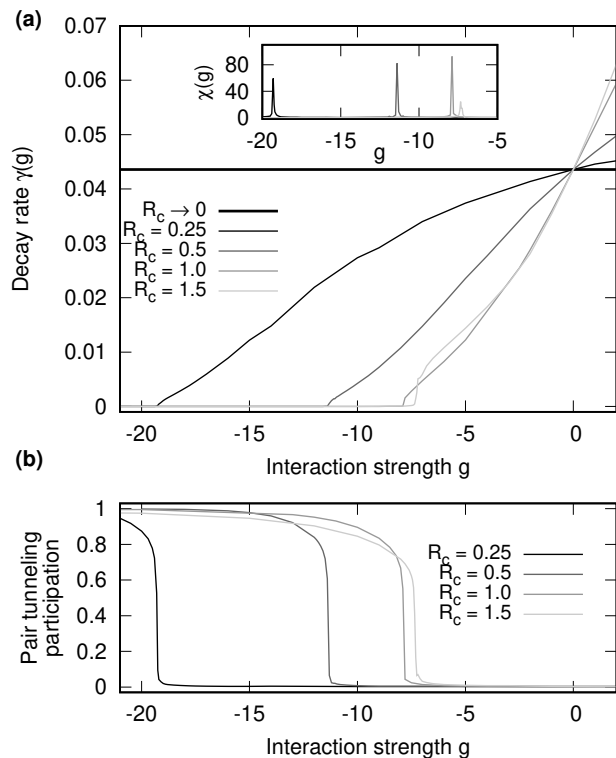 (a)
0.07
0.06
0.05
0.04
0.03
0.02
0.01
0
Decay rate γ(g)
80
40
0
χ(g)
-20 -15 -10 -5
g
R_c → 0
R_c = 0.25
R_c = 0.5
R_c = 1.0
R_c = 1.5
-20 -15 -10 -5 0
Interaction strength g
(b)
1
0.8
0.6
0.4
0.2
0
Pair tunneling
participation
R_c = 0.25
R_c = 0.5
R_c = 1.0
R_c = 1.5
-20 -15 -10 -5 0
Interaction strength g